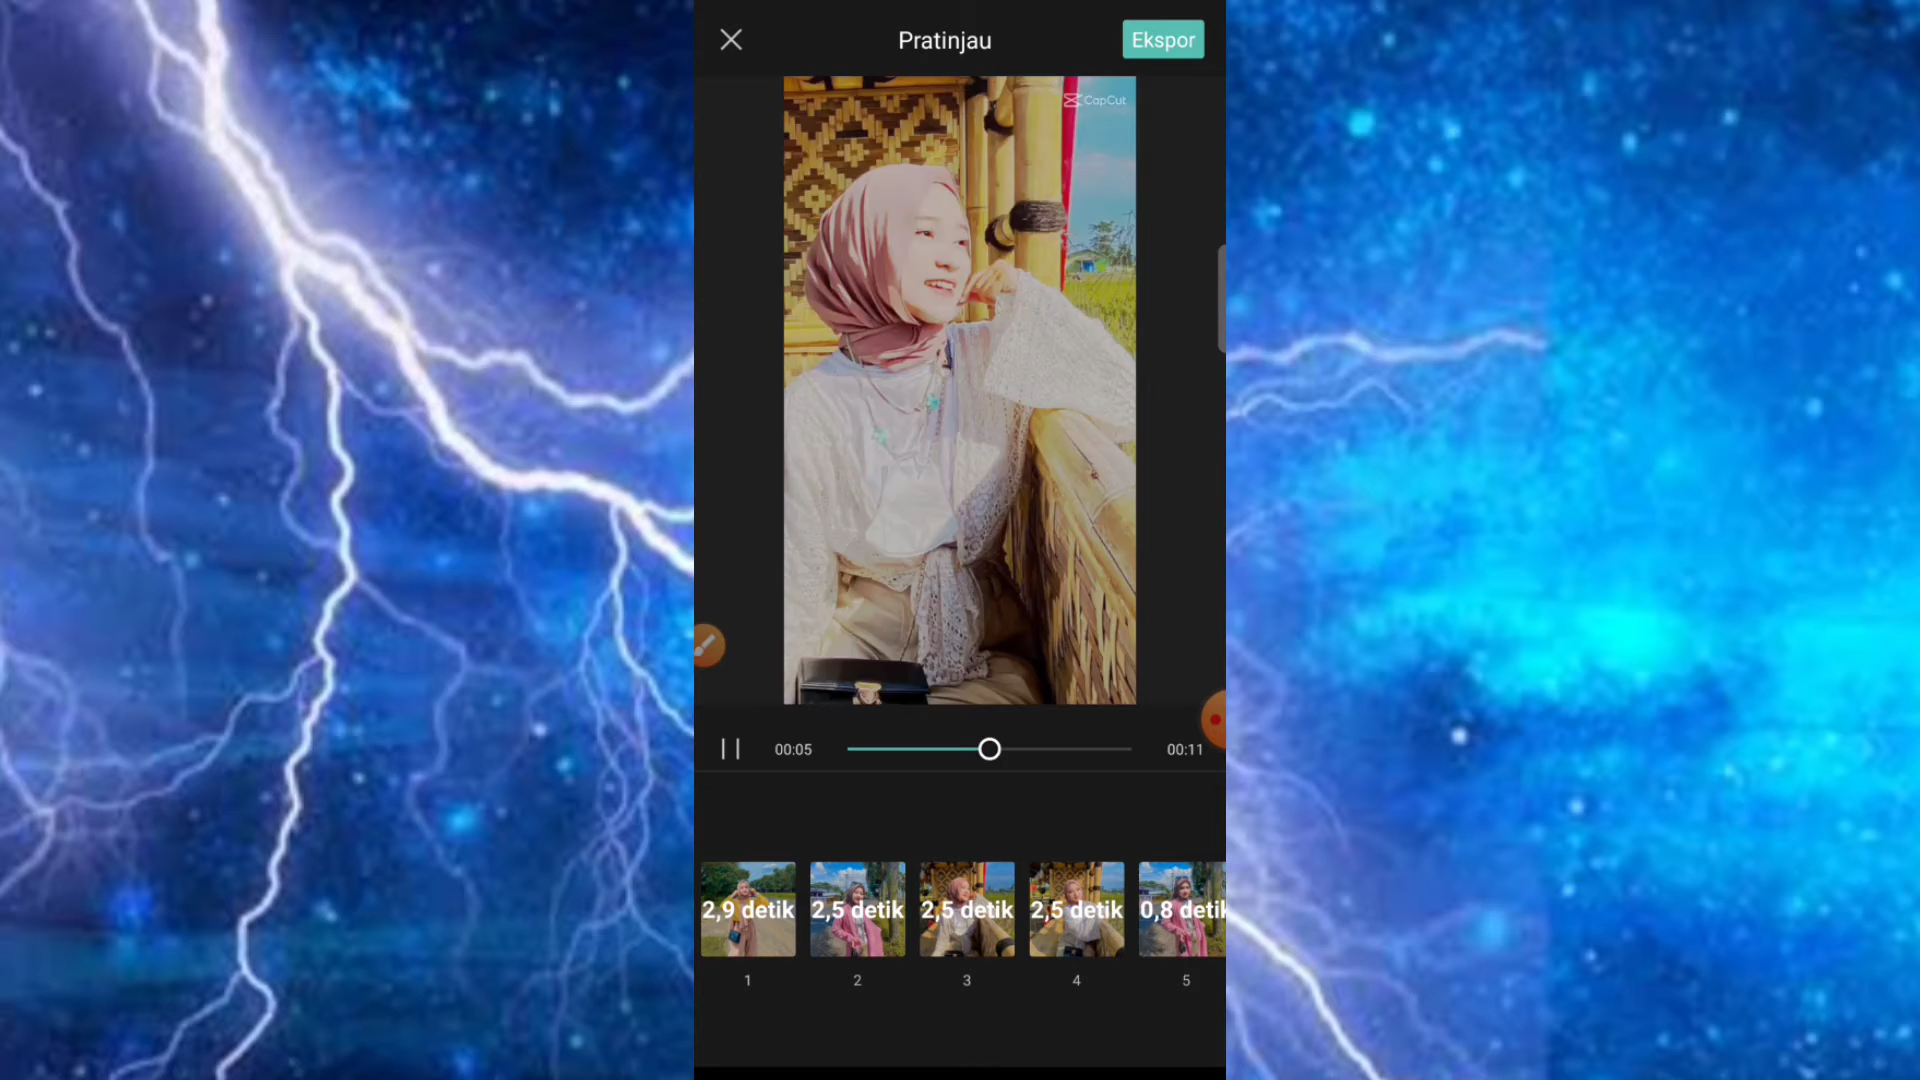 Pratinjau
Ekspor
CapCut
00:05
00:11
2,9 detik
2,5 detik
2,5 detik
2,5 detik
0,8 detik
1
2
3
4
5